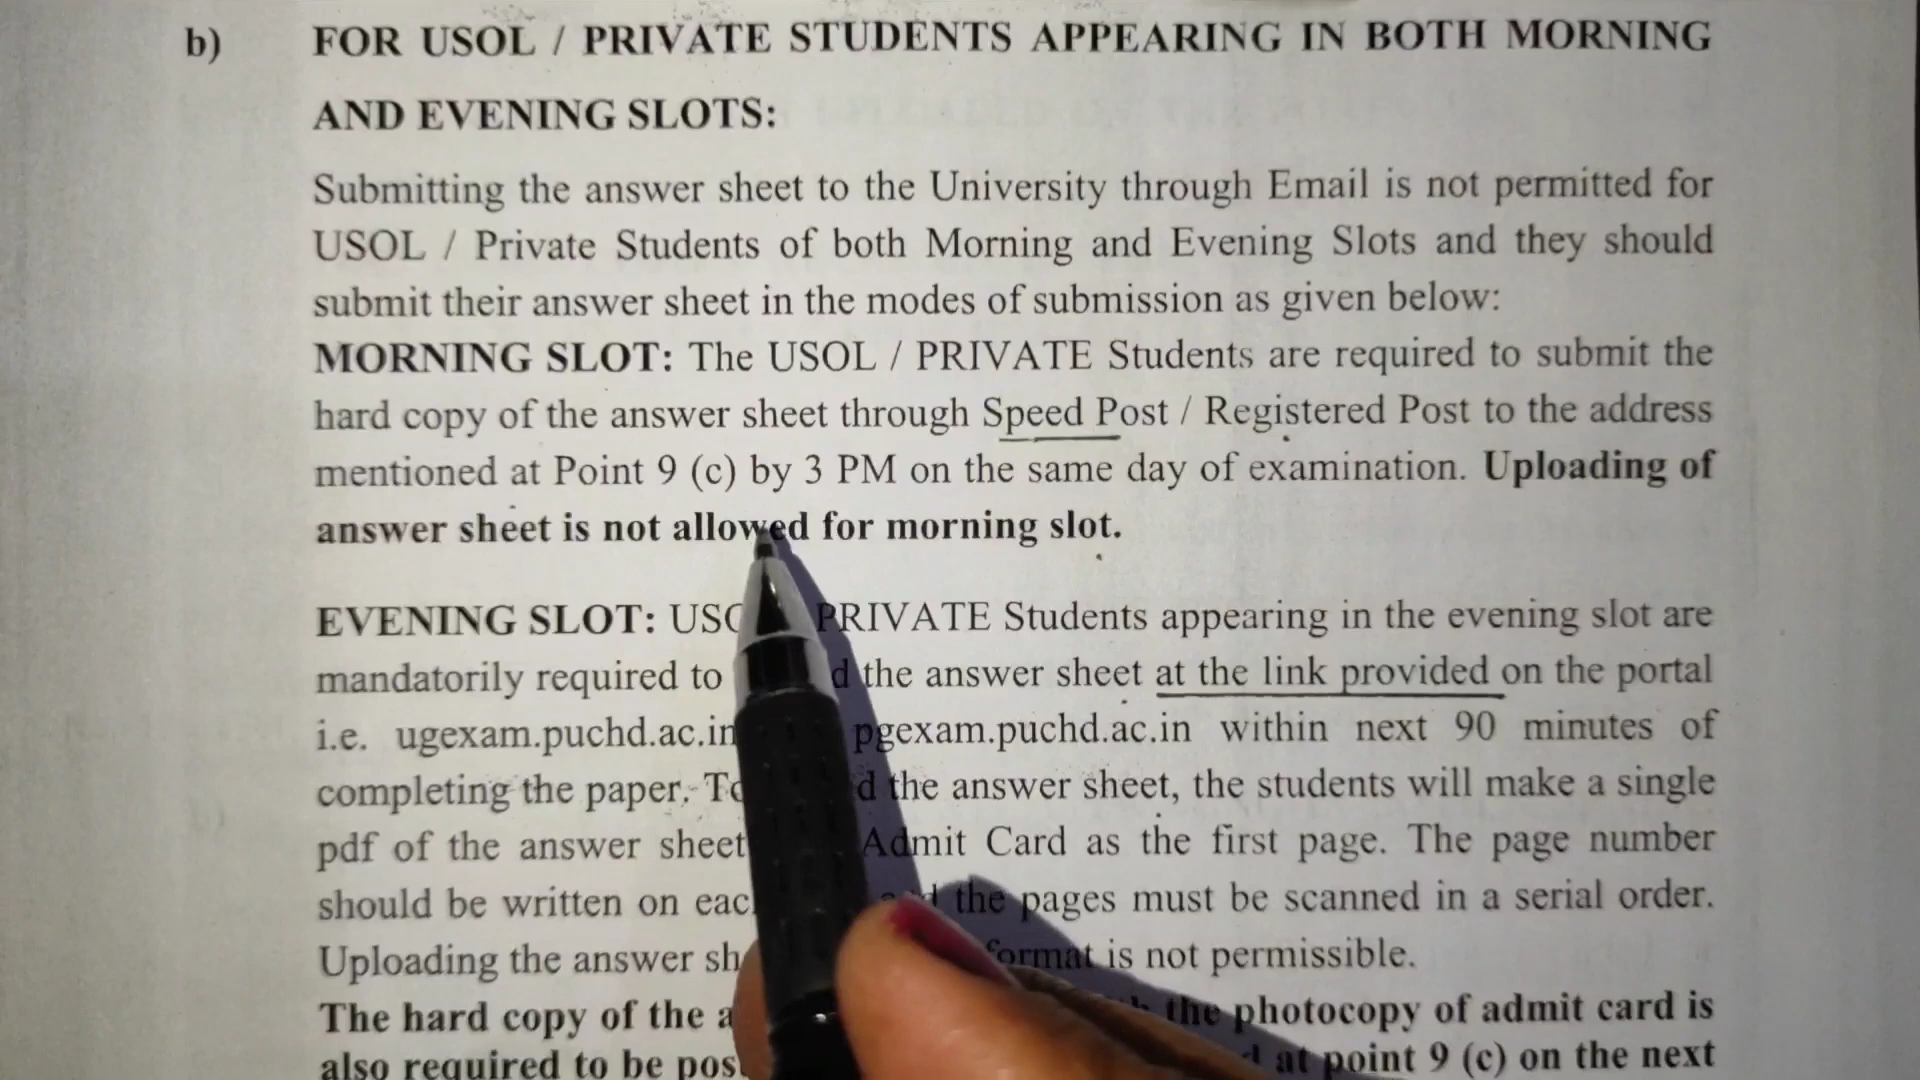 b) FOR USOL / PRIVATE STUDENTS APPEARING IN BOTH MORNING
AND EVENING SLOTS:
Submitting the answer sheet to the University through Email is not permitted for
USOL / Private Students of both Morning and Evening Slots and they should
submit their answer sheet in the modes of submission as given below:
MORNING SLOT: The USOL / PRIVATE Students are required to submit the
hard copy of the answer sheet through Speed Post / Registered Post to the address
mentioned at Point 9 (c) by 3 PM on the same day of examination. Uploading of
answer sheet is not allowed for morning slot.
EVENING SLOT: PRIVATE Students appearing in the evening slot are
mandatorily required to the answer sheet at the link provided on the portal
i.e. ugexam.puchd.ac.in pgexam.puchd.ac.in within next 90 minutes of
completing the paper. the answer sheet, the students will make a single
pdf of the answer sheet Admit Card as the first page. The page number
should be written on the pages must be scanned in a serial order.
Uploading the answer format is not permissible.
The hard copy of the the photocopy of admit card is
also required to be at point 9 (c) on the next